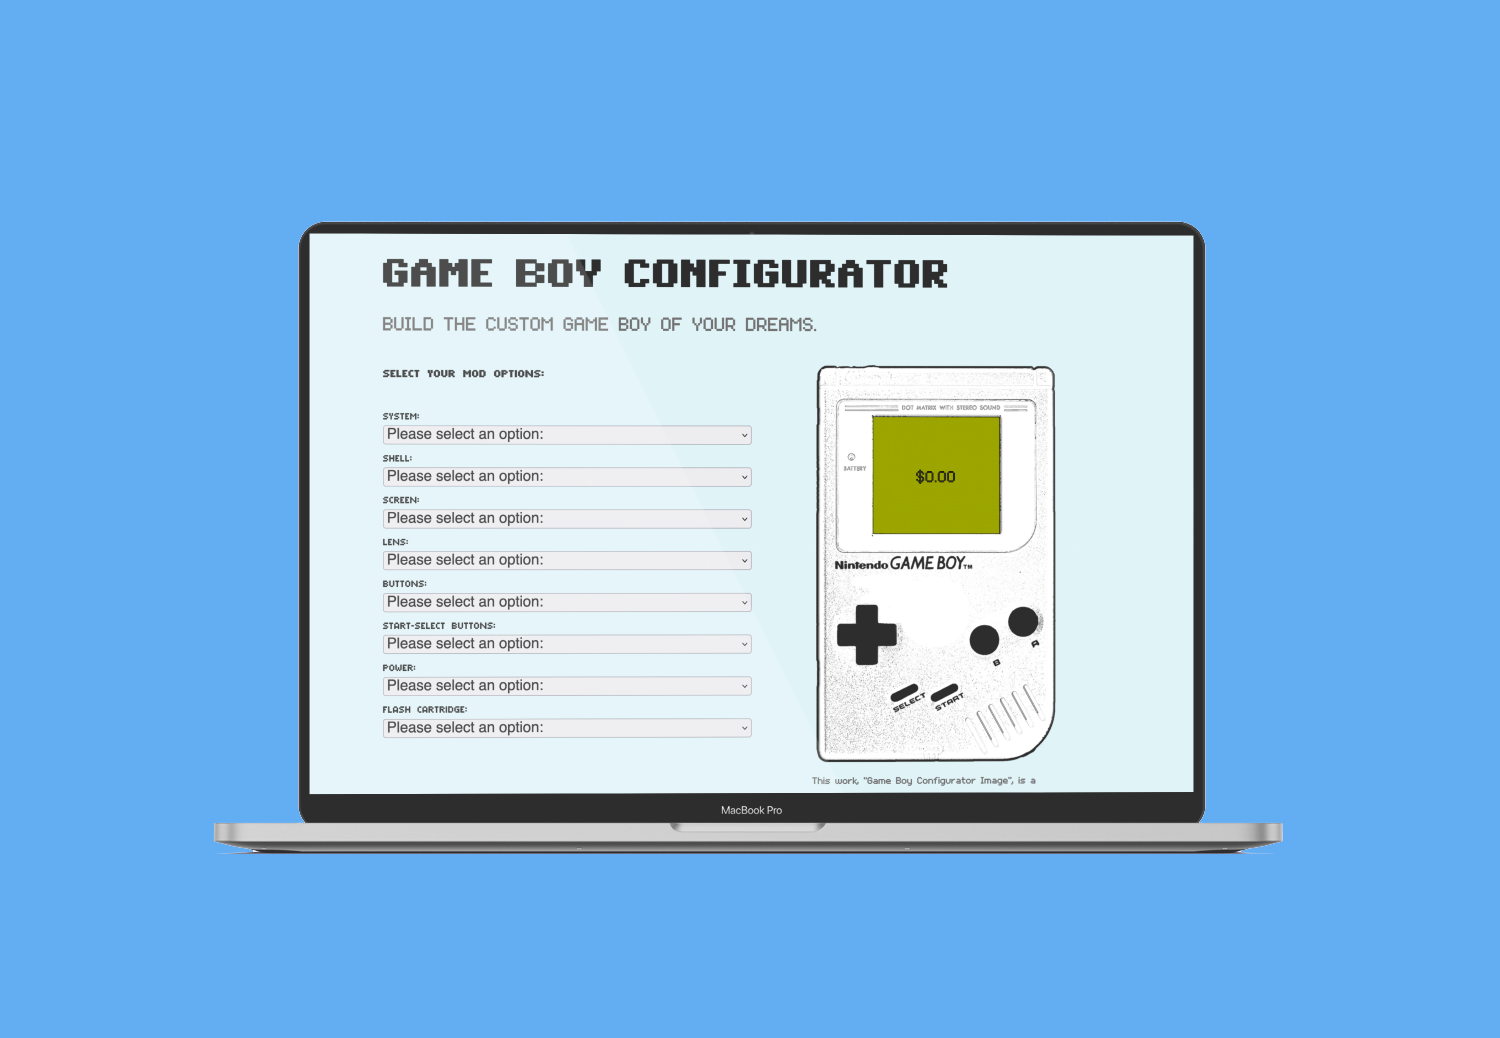 GAME BOY CONFIGURATOR
BUILD THE CUSTOM GAME BOY OF YOUR DREAMS.
SELECT YOUR MOD OPTIONS:
SYSTEM:
Please select an option:
SHELL:
Please select an option:
SCREEN:
Please select an option:
LENS:
Please select an option:
BUTTONS:
Please select an option:
START-SELECT BUTTONS:
Please select an option:
POWER:
Please select an option:
FLASH CARTRIDGE:
Please select an option:
DOT MATRIX WITH STEREO SOUND
BATTERY
$0.00
Nintendo GAME BOY™
B
A
SELECT
START
This work, "Game Boy Configurator Image", is a
MacBook Pro